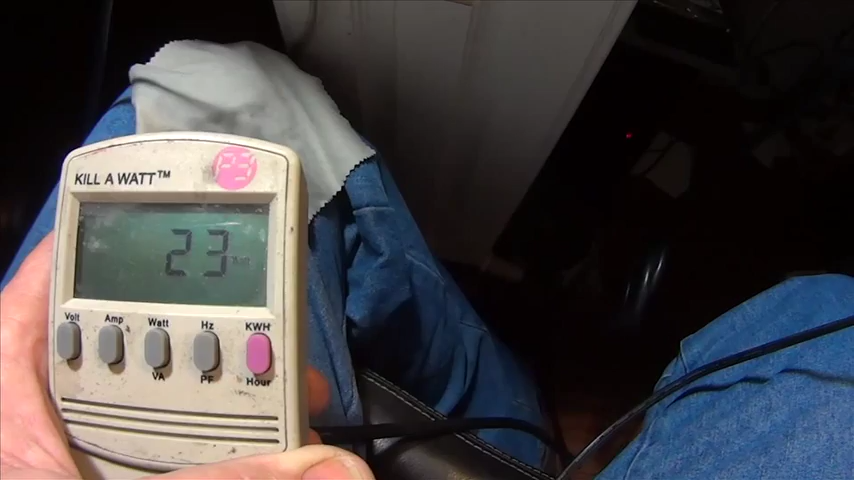 KILL A WATT™
23
23
Volt Amp Watt Hz KWH
VA PF Hour